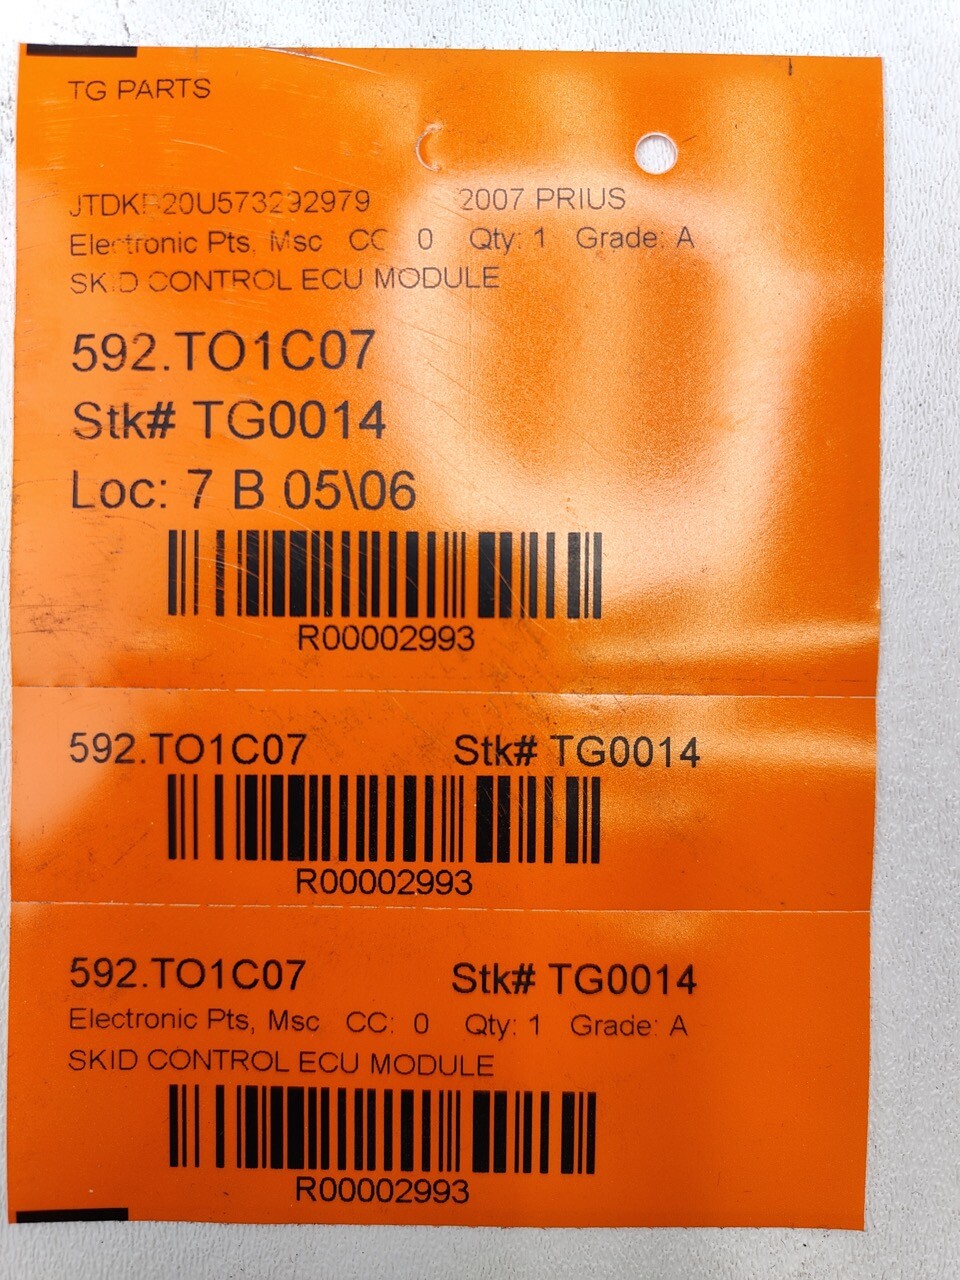 TG PARTS
2007 PRIUS
Electronic Pts, Msc CC 0 Qty: 1 Grade: A
SKID CONTROL ECU MODULE
592.TO1C07
Stk# TG0014
Loc: 7 B 05\06
R00002993
592.TO1C07 Stk# TG0014
R00002993
592.TO1C07 Stk# TG0014
Electronic Pts, Msc CC: 0 Qty: 1 Grade: A
SKID CONTROL ECU MODULE
R00002993